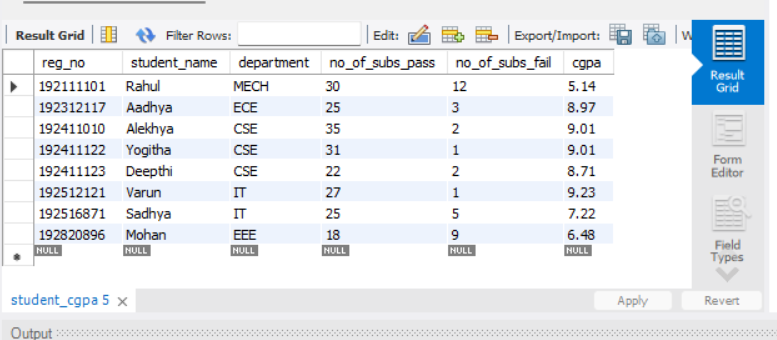 Result Grid Filter Rows: Edit: Export/Import: W
reg_no student_name department no_of_subs_pass no_of_subs_fail cgpa
192111101 Rahul MECH 30 12 5.14
192312117 Aadhya ECE 25 3 8.97
192411010 Alekhya CSE 35 2 9.01
192411122 Yogitha CSE 31 1 9.01
192411123 Deepthi CSE 22 2 8.71
192512121 Varun IT 27 1 9.23
192516871 Sadhya IT 25 5 7.22
192820896 Mohan EEE 18 9 6.48
NULL NULL NULL NULL NULL NULL
Result
Grid
Form
Editor
Field
Types
student_cgpa 5 Apply Revert
Output